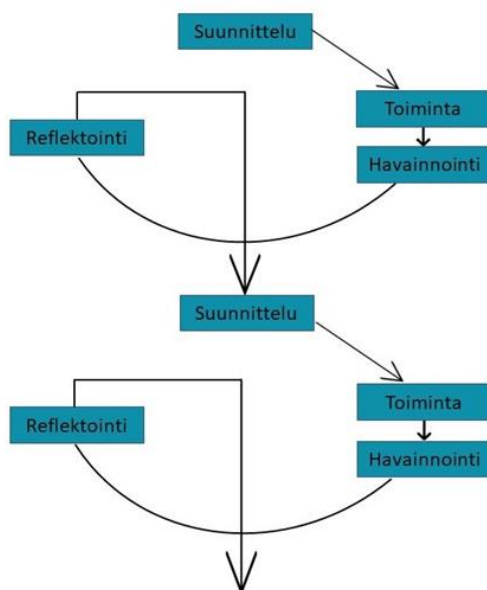 Suunnittelu
Toiminta
Reflektointi
Havainnointi
Suunnittelu
Toiminta
Reflektointi
Havainnointi